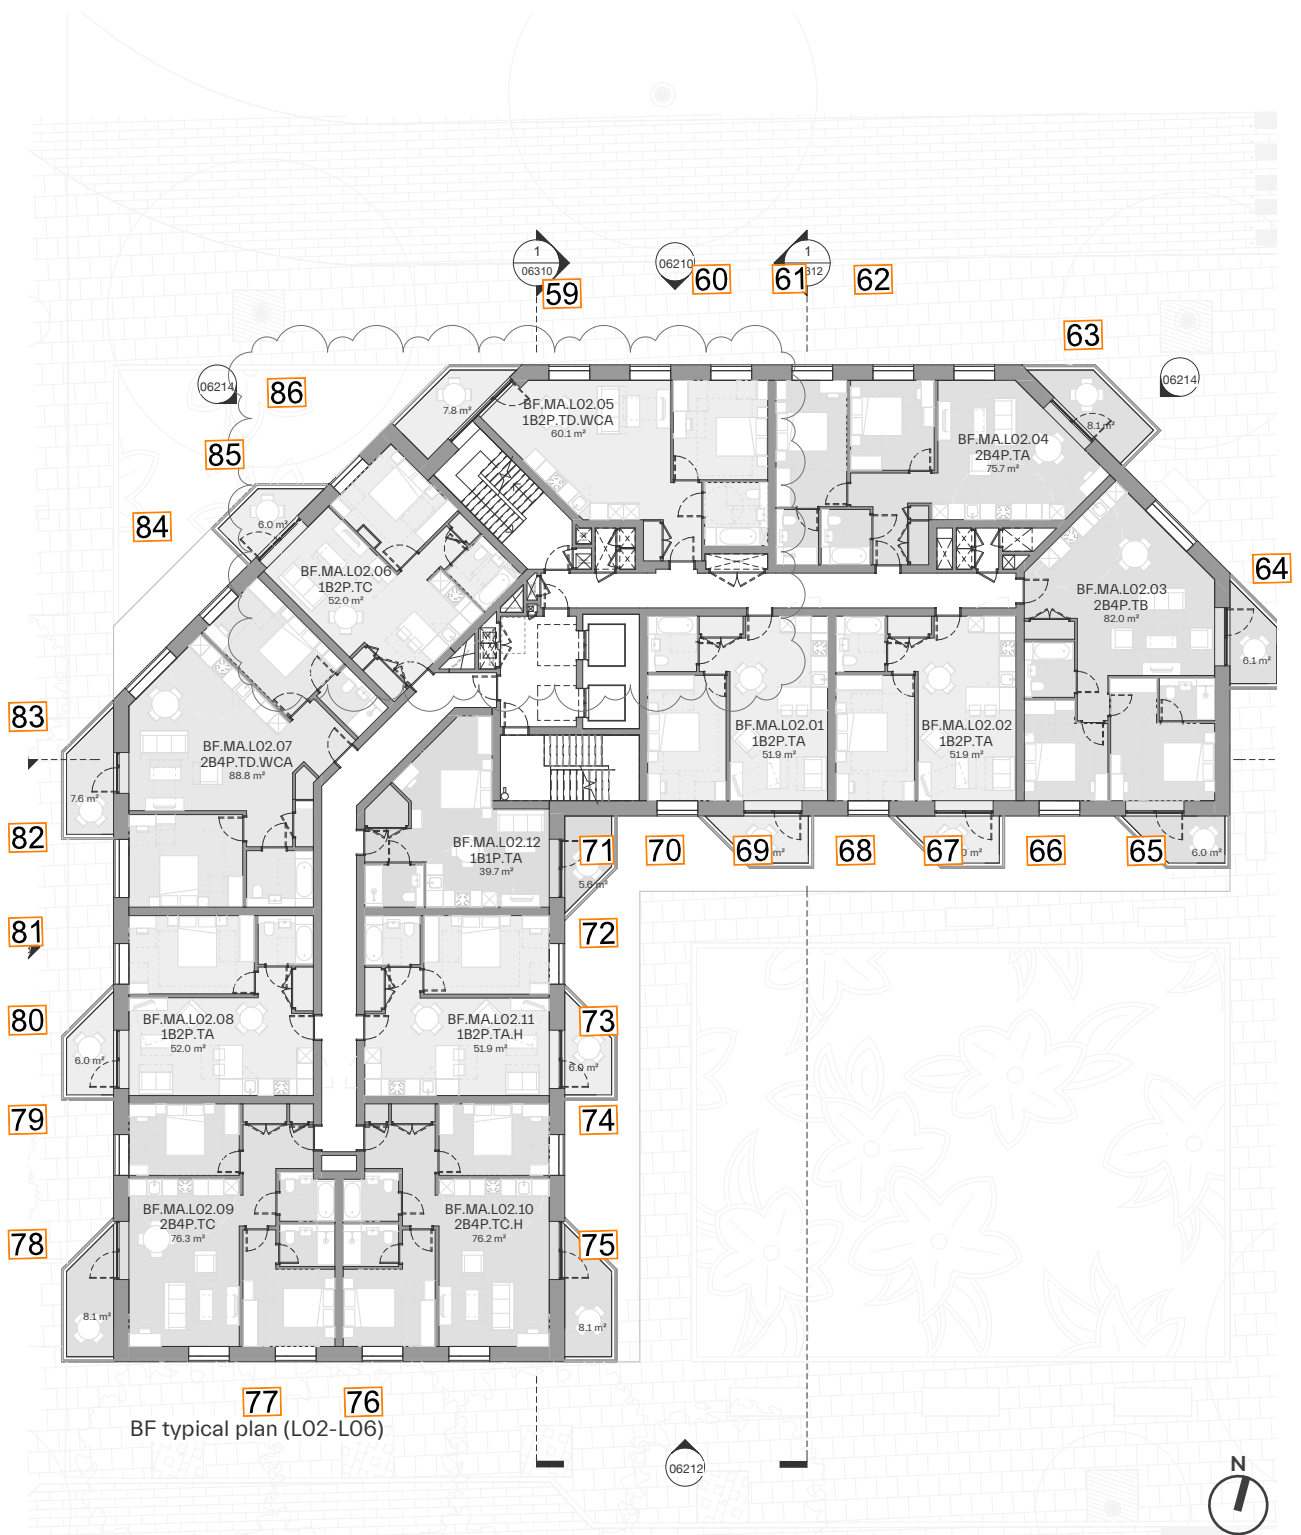 1
06310
59
06210
60
1
61
312
62
63
06214
86
06214
7.8 m²
BF.MA.L02.05
1B2P.TD.WCA
60.1 m²
8.1 m²
BF.MA.L02.04
2B4P.TA
75.7 m²
85
84
6.0 m²
BF.MA.L02.06
1B2P.TC
52.0 m²
64
BF.MA.L02.03
2B4P.TB
82.0 m²
6.1 m²
83
BF.MA.L02.07
2B4P.TD.WCA
88.8 m²
BF.MA.L02.01
1B2P.TA
51.9 m²
BF.MA.L02.02
1B2P.TA
51.9 m²
7.6 m²
82
BF.MA.L02.12
1B1P.TA
39.7 m²
71
70
69
m²
68
67
0 m²
66
65
6.0 m²
5.6 m²
81
72
80
BF.MA.L02.08
1B2P.TA
52.0 m²
BF.MA.L02.11
1B2P.TA.H
51.9 m²
73
6.0 m²
6.0 m²
79
74
78
BF.MA.L02.09
2B4P.TC
76.3 m²
BF.MA.L02.10
2B4P.TC.H
76.2 m²
75
8.1 m²
8.1 m²
77
76
BF typical plan (L02-L06)
06212
N